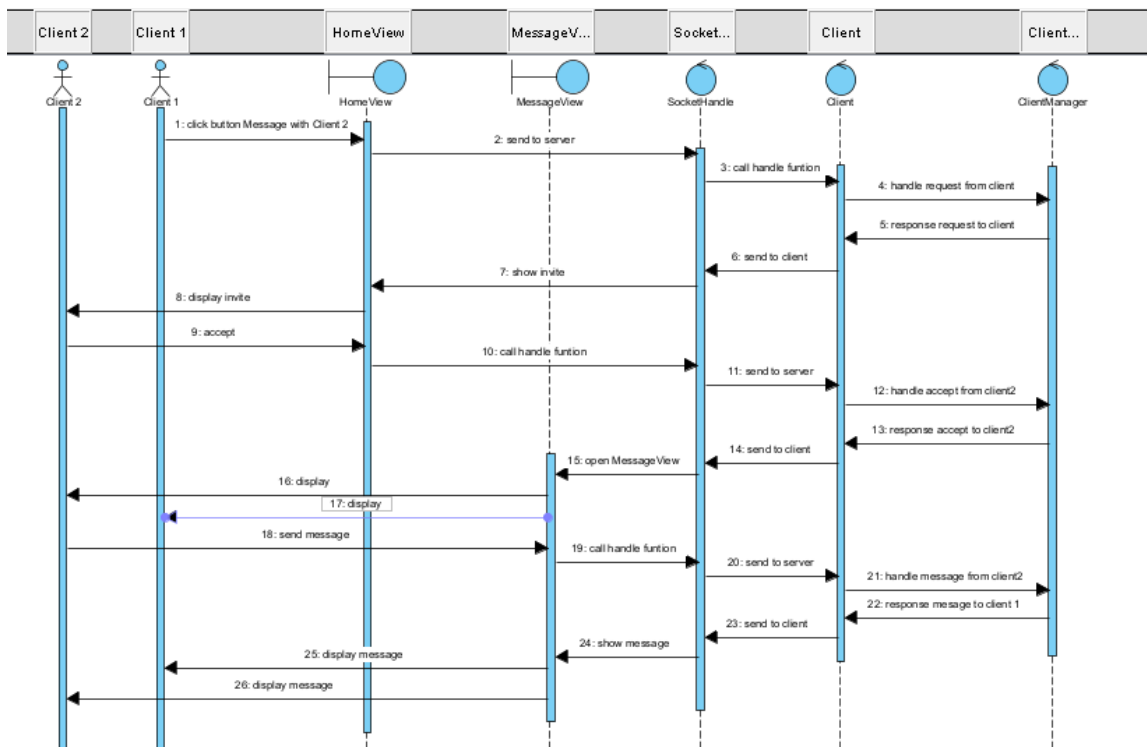 Client 2
Client 1
HomeView
MessageV...
Socket...
Client
Client...
Client 2
Client 1
HomeView
MessageView
SocketHandle
Client
ClientManager
1: click button Message with Client 2
2: send to server
3: call handle funtion
4: handle request from client
5: response request to client
6: send to client
7: show invite
8: display invite
9: accept
10: call handle funtion
11: send to server
12: handle accept from client2
13: response accept to client2
14: send to client
15: open MessageView
16: display
17: display
18: send message
19: call handle funtion
20: send to server
21: handle message from client2
22: response mesage to client 1
23: send to client
24: show message
25: display message
26: display message